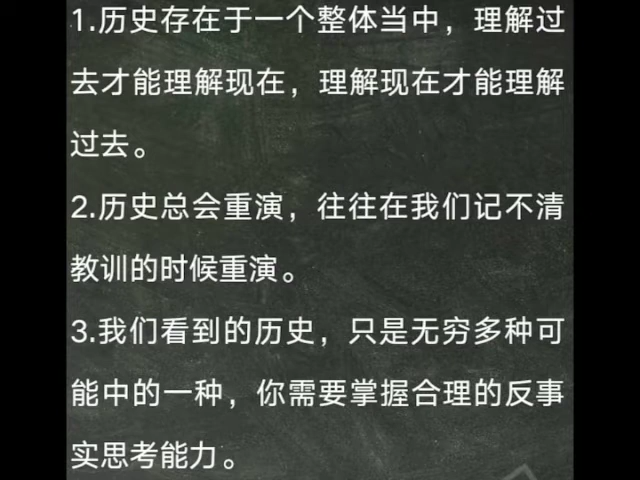 1.历史存在于一个整体当中，理解过
去才能理解现在，理解现在才能理解
过去。
2.历史总会重演，往往在我们记不清
教训的时候重演。
3.我们看到的历史，只是无穷多种可
能中的一种，你需要掌握合理的反事
实思考能力。